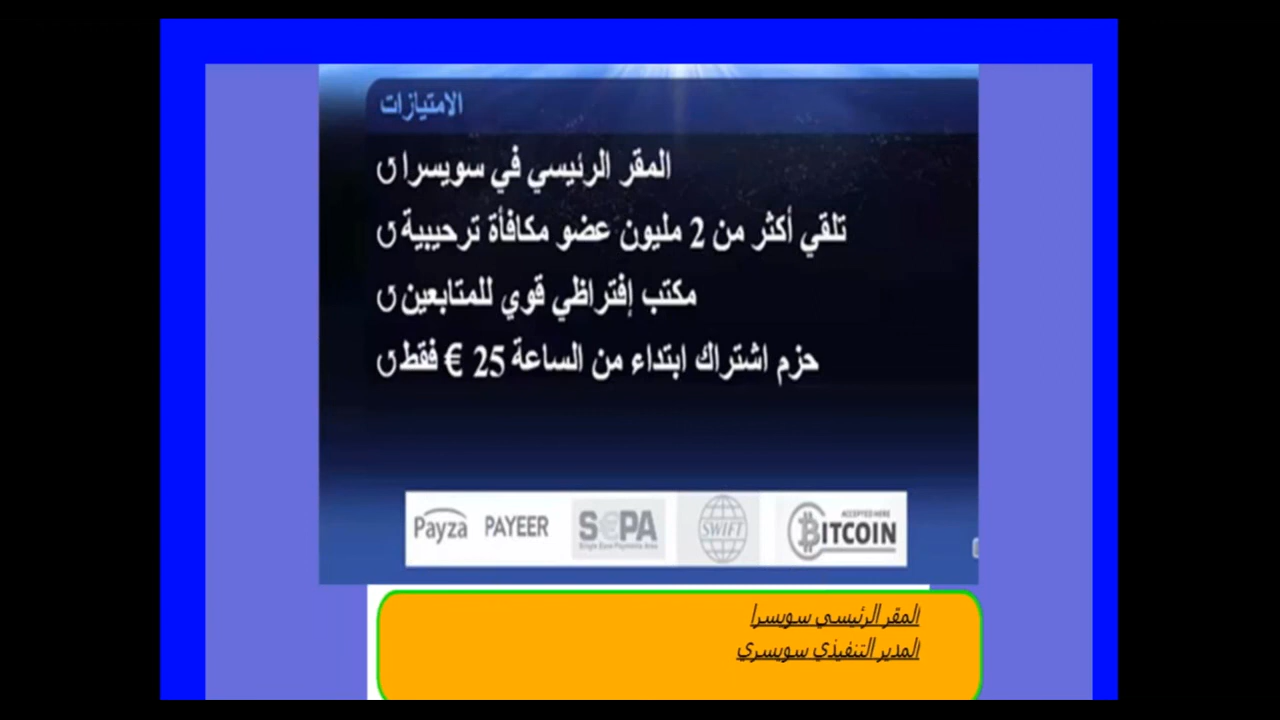 الامتيازات
المقر الرئيسي في سويسرا
تلقي أكثر من 2 مليون عضو مكافأة ترحيبية
مكتب إفتراظي قوي للمتابعين
حزم اشتراك ابتداء من الساعة 25 € فقط
Payza PAYEER S€PA SWIFT ACCEPTED HERE BITCOIN
Single Euro Payments Area
المقر الرئيسي سويسرا
المدير التنفيذي سويسري